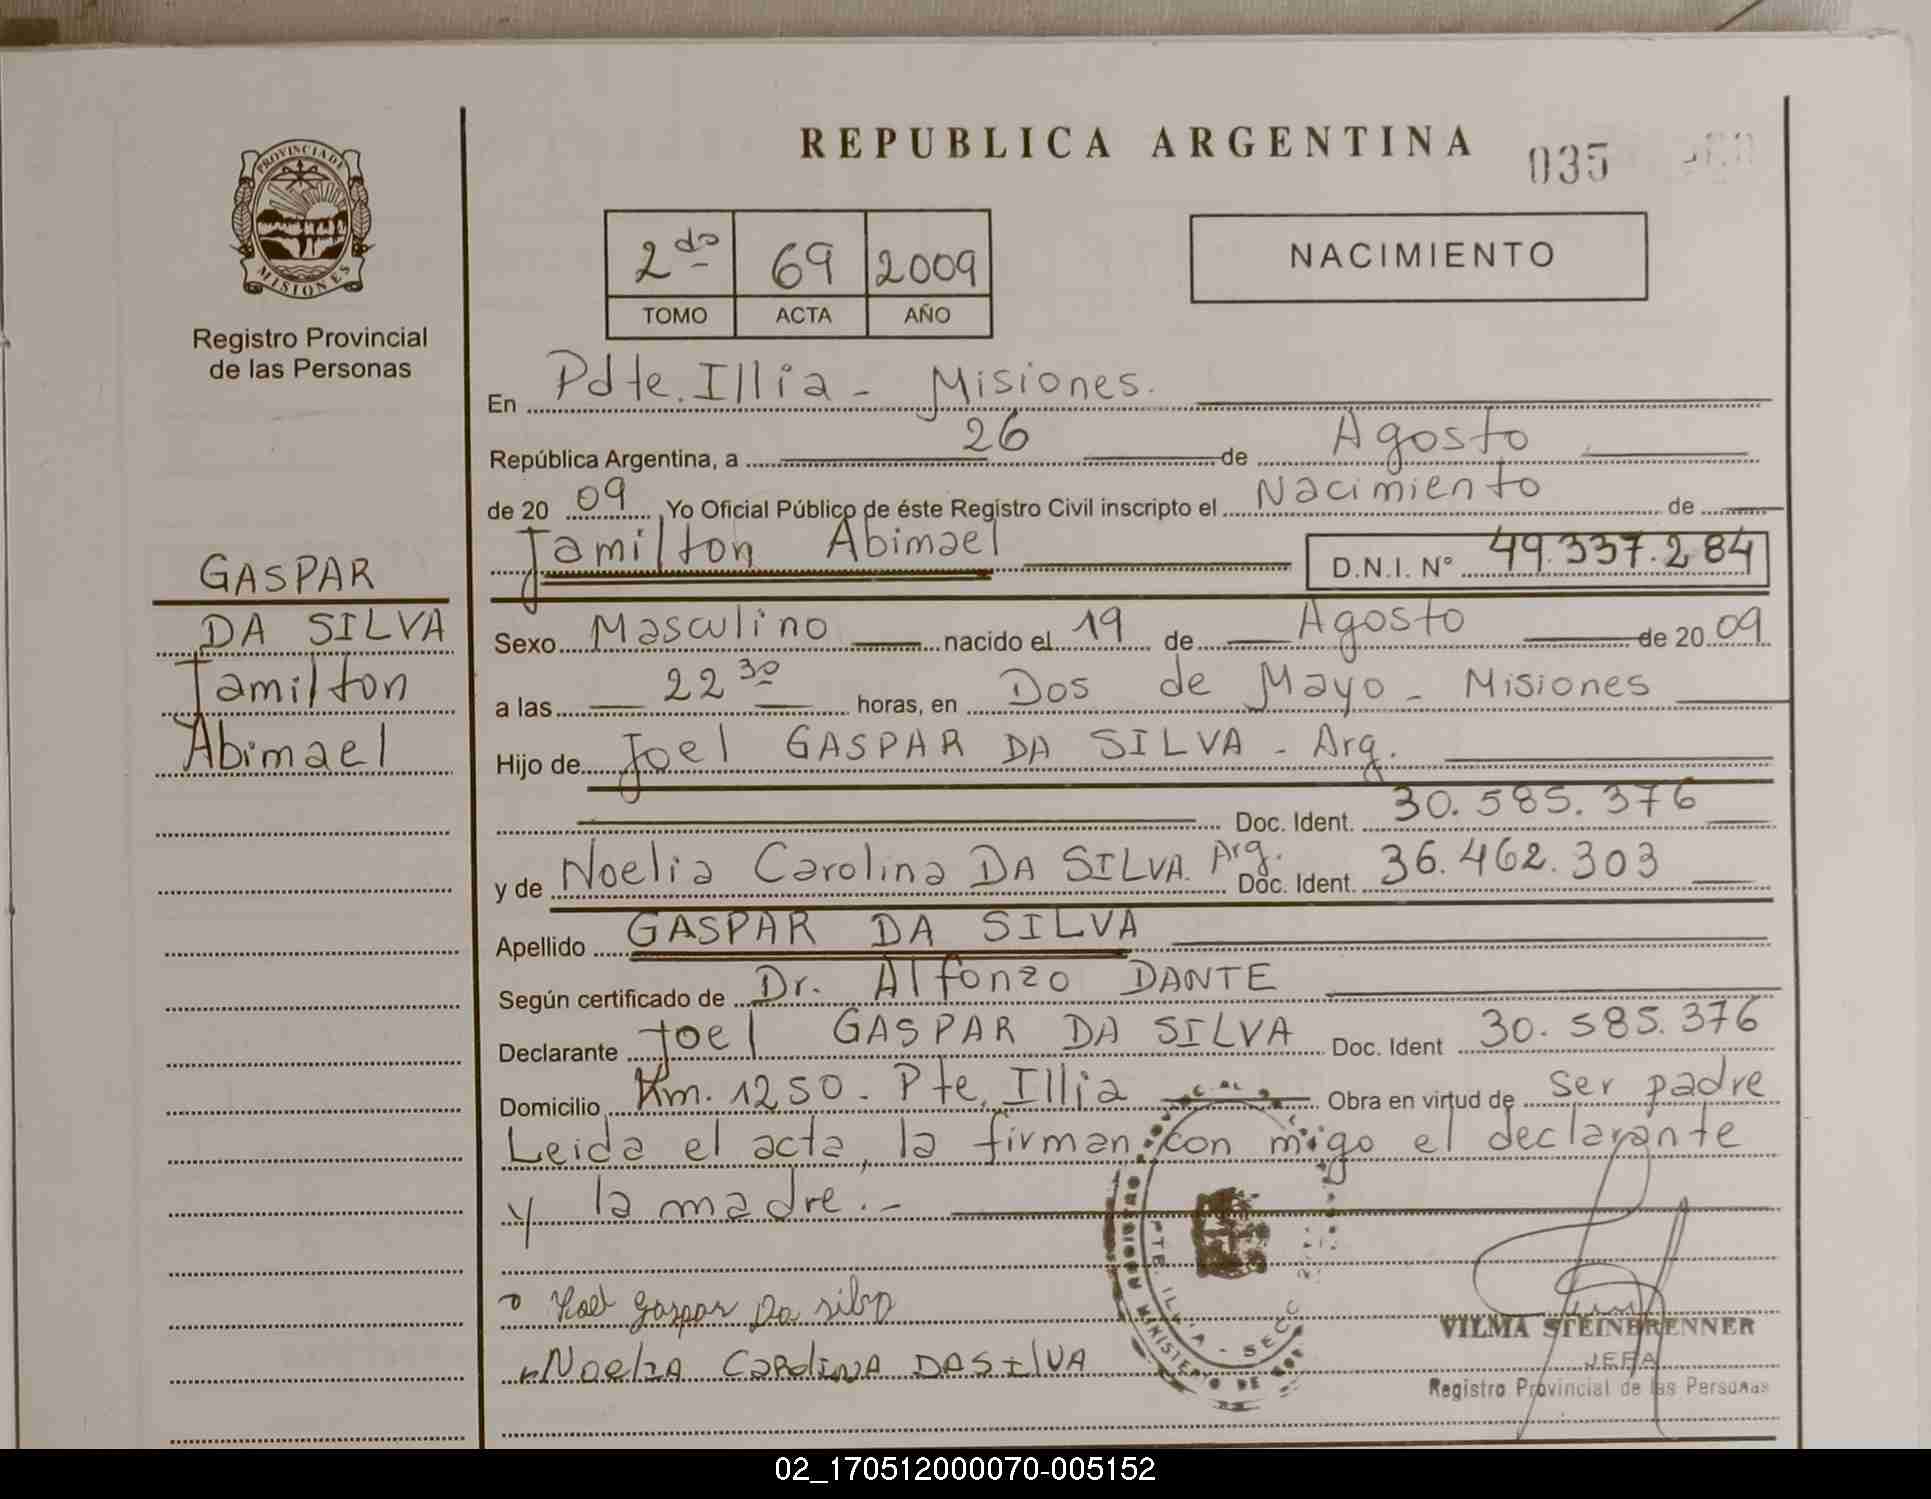 REPUBLICA ARGENTINA
035
PROVINCIA DE MISIONES
Registro Provincial
de las Personas
2do 69 2009
TOMO ACTA AÑO
NACIMIENTO
En Pdte. Illia - Misiones.
República Argentina, a 26 de Agosto
de 20 09 Yo Oficial Público de éste Registro Civil inscripto el Nacimiento de
Jamilton Abimael D.N.I. N° 49.337.284
GASPAR
DA SILVA
Jamilton
Abimael
Sexo Masculino nacido el 19 de Agosto de 20 09
a las 22 30 horas, en Dos de Mayo - Misiones
Hijo de Joel GASPAR DA SILVA - Arg.
Doc. Ident. 30.585.376
y de Noelia Carolina DA SILVA. Arg. Doc. Ident. 36.462.303
Apellido GASPAR DA SILVA
Según certificado de Dr. Alfonzo DANTE
Declarante Joel GASPAR DA SILVA Doc. Ident 30.585.376
Domicilio Km. 1250. Pte. Illia Obra en virtud de ser padre
Leida el acta, la firman con migo el declarante
y la madre.-
Gaspar Da silva
Noelia CAROLINA DASILVA
VILMA STEINBRENNER
JEFA
Registro Provincial de las Personas
02_170512000070-005152